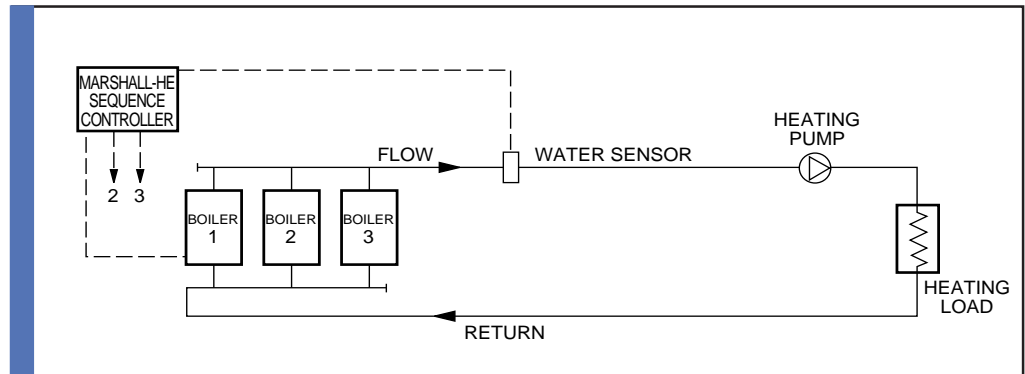 MARSHALL-HE
SEQUENCE
CONTROLLER
2 3
FLOW
WATER SENSOR
HEATING
PUMP
BOILER
1
BOILER
2
BOILER
3
HEATING
LOAD
RETURN